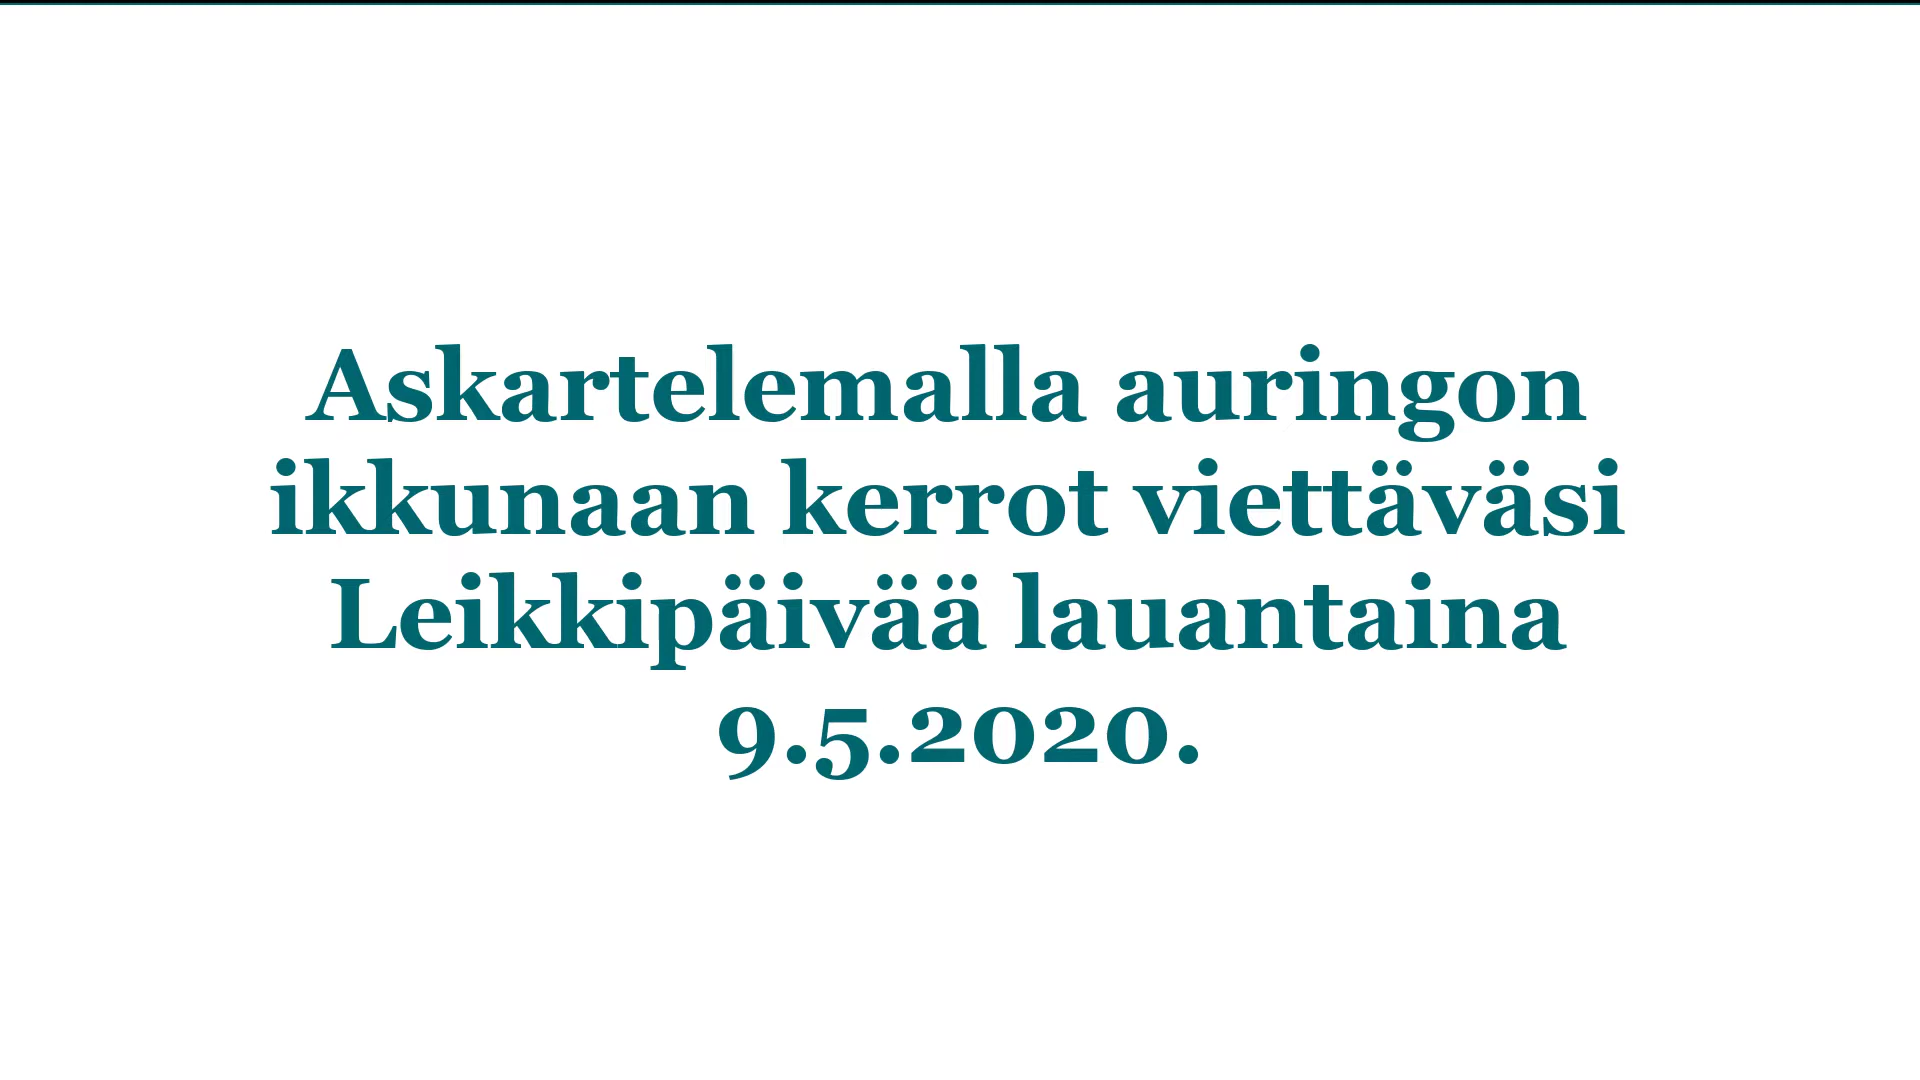 Askartelemalla auringon
ikkunaan kerrot viettäväsi
Leikkipäivää lauantaina
9.5.2020.